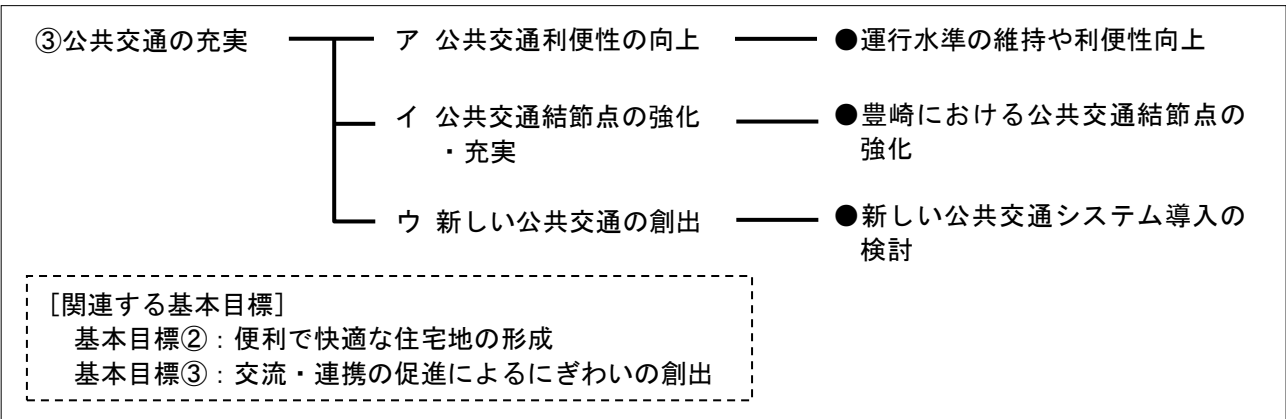 ③公共交通の充実
ア 公共交通利便性の向上
●運行水準の維持や利便性向上
イ 公共交通結節点の強化
・充実
●豊崎における公共交通結節点の
強化
ウ 新しい公共交通の創出
●新しい公共交通システム導入の
検討
[関連する基本目標]
基本目標②：便利で快適な住宅地の形成
基本目標③：交流・連携の促進によるにぎわいの創出